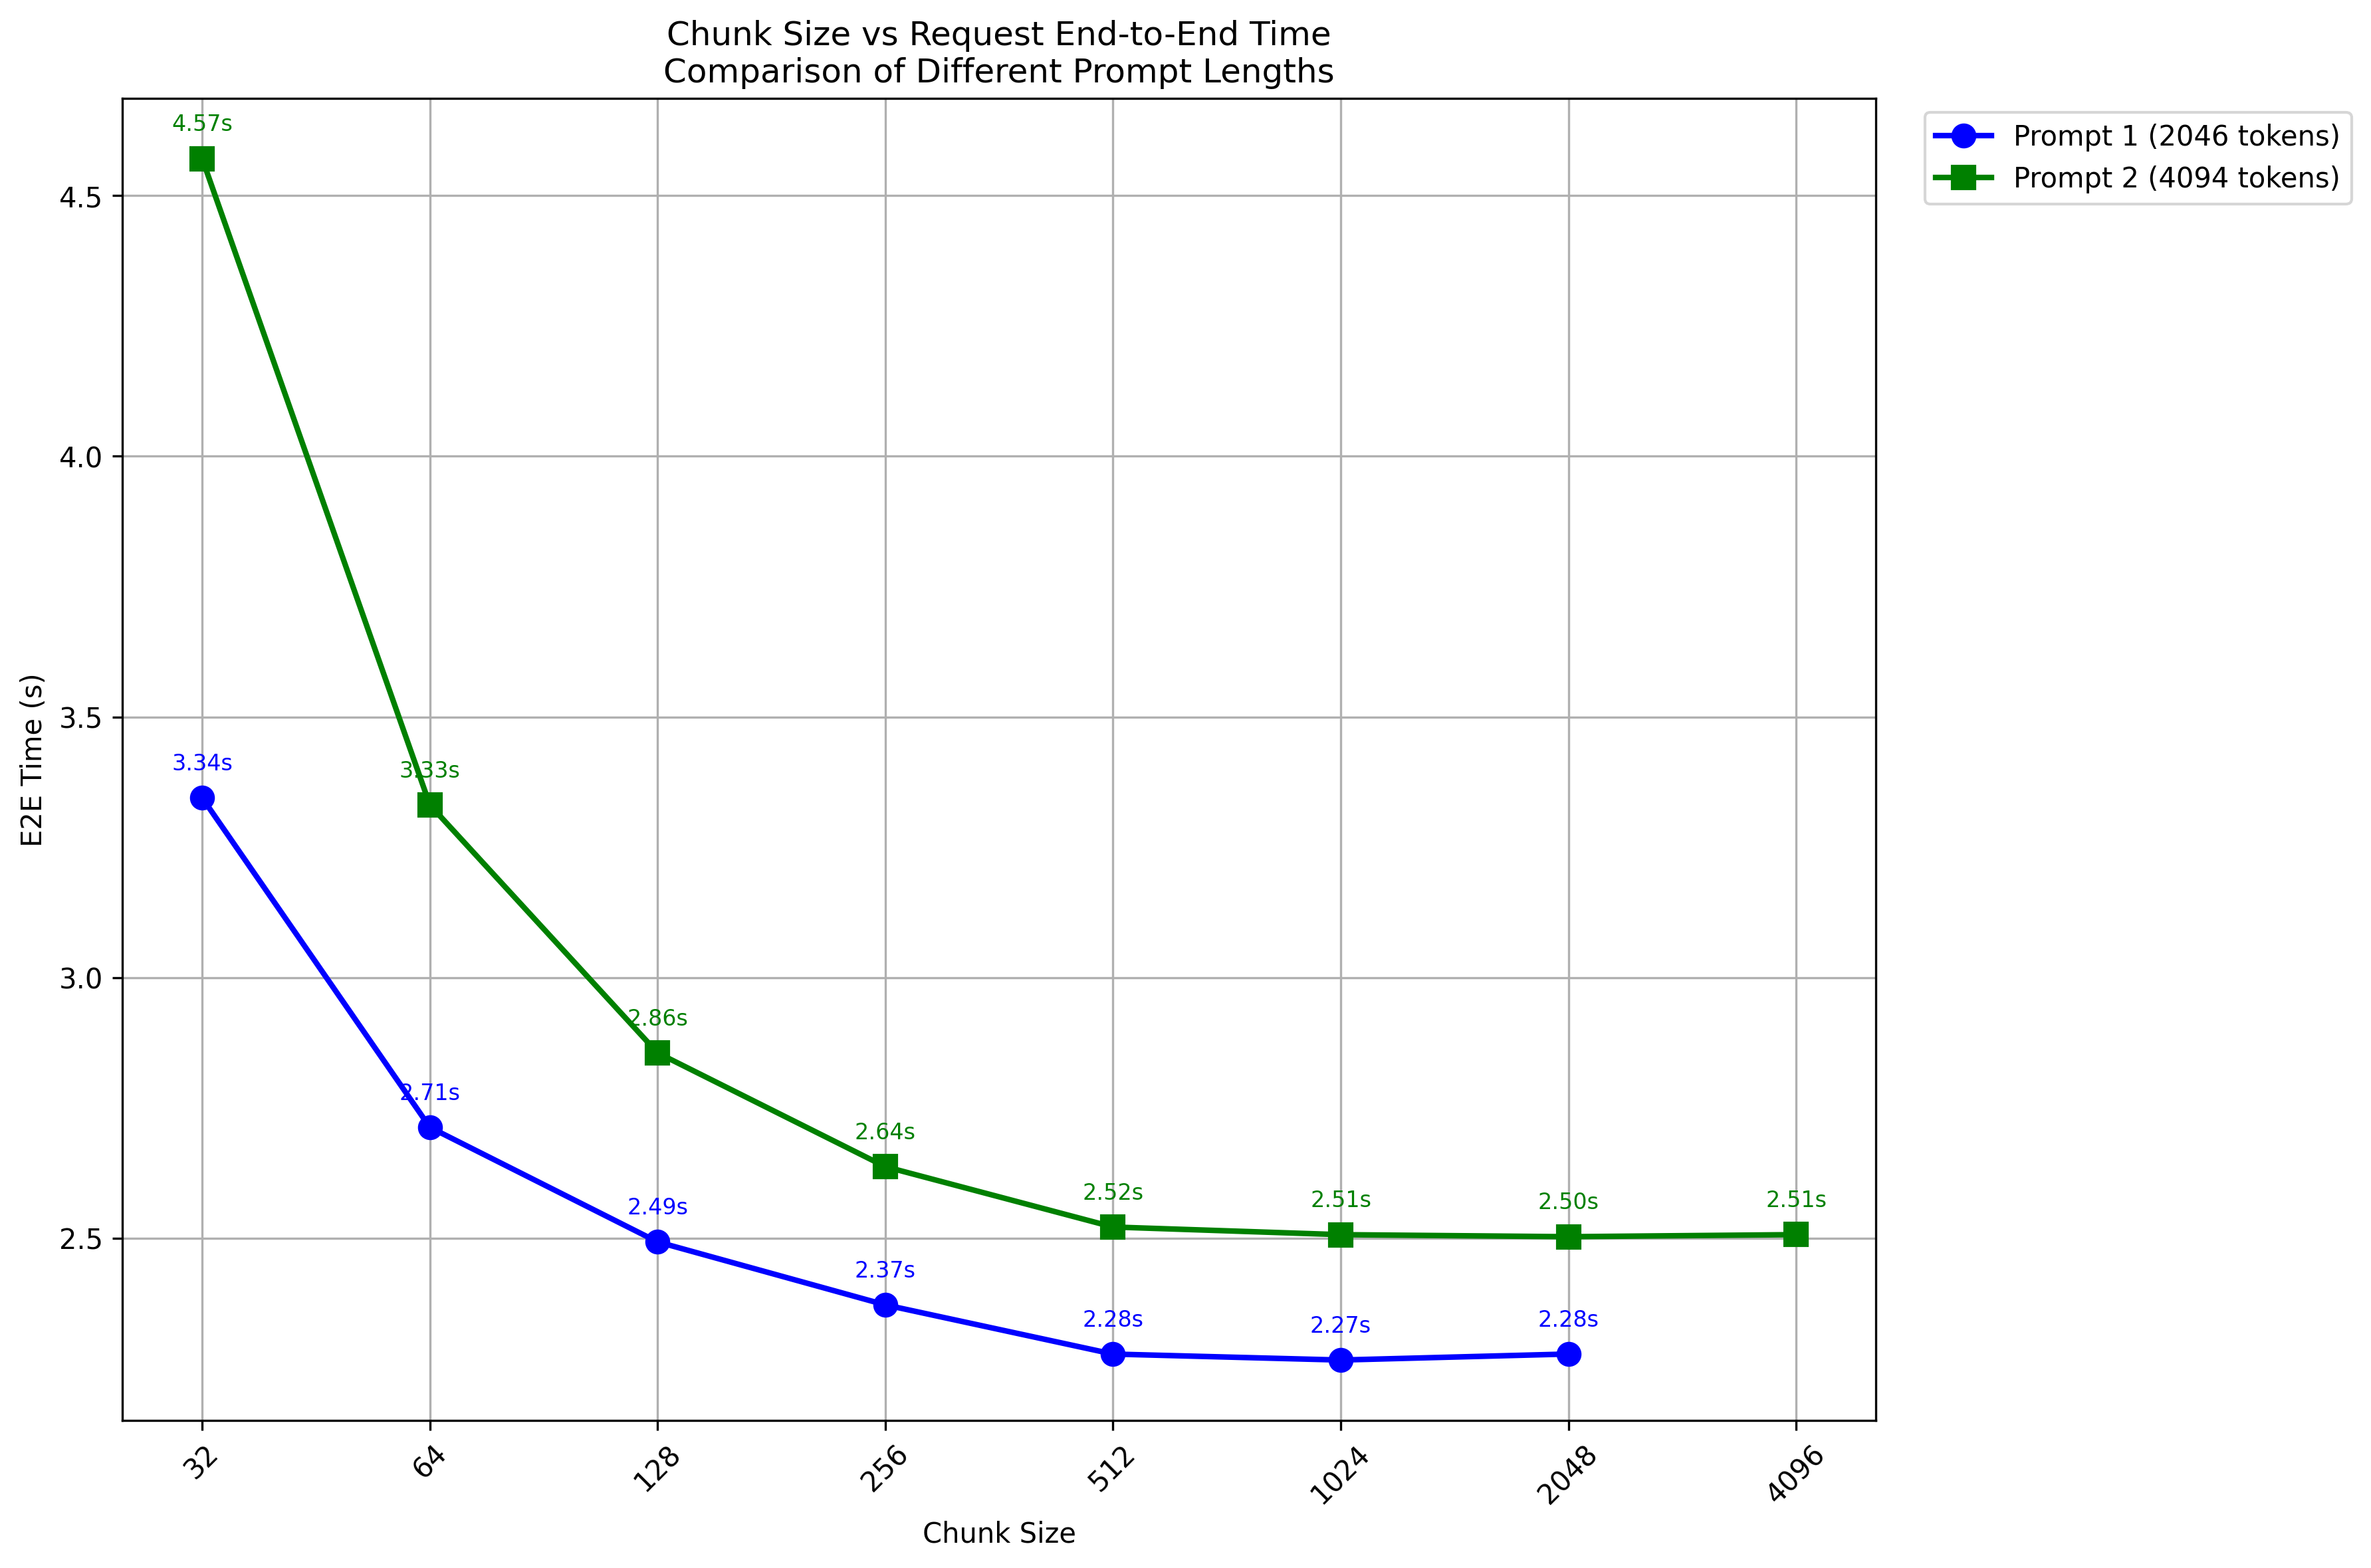 Chunk Size vs Request End-to-End Time
Comparison of Different Prompt Lengths
Prompt 1 (2046 tokens)
Prompt 2 (4094 tokens)
E2E Time (s)
4.5
4.0
3.5
3.0
2.5
4.57s
3.33s
2.86s
2.64s
2.52s
2.51s
2.50s
2.51s
3.34s
2.71s
2.49s
2.37s
2.28s
2.27s
2.28s
32
64
128
256
512
1024
2048
4096
Chunk Size